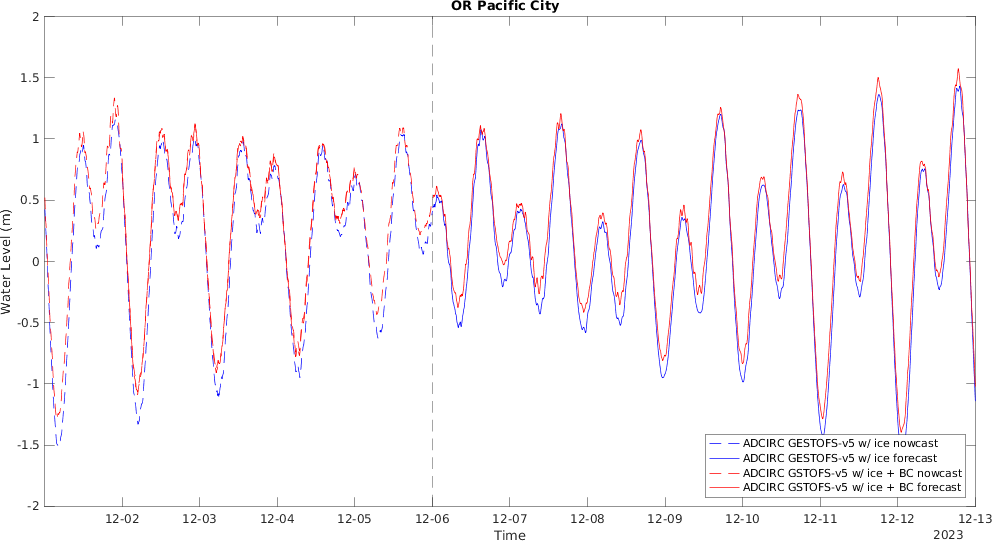 OR Pacific City
2
1.5
1
0.5
0
-0.5
-1
-1.5
-2
Water Level (m)
ADCIRC GESTOFS-v5 w/ ice nowcast
ADCIRC GESTOFS-v5 w/ ice forecast
ADCIRC GSTOFS-v5 w/ ice + BC nowcast
ADCIRC GSTOFS-v5 w/ ice + BC forecast
12-02 12-03 12-04 12-05 12-06 12-07 12-08 12-09 12-10 12-11 12-12 12-13
Time
2023